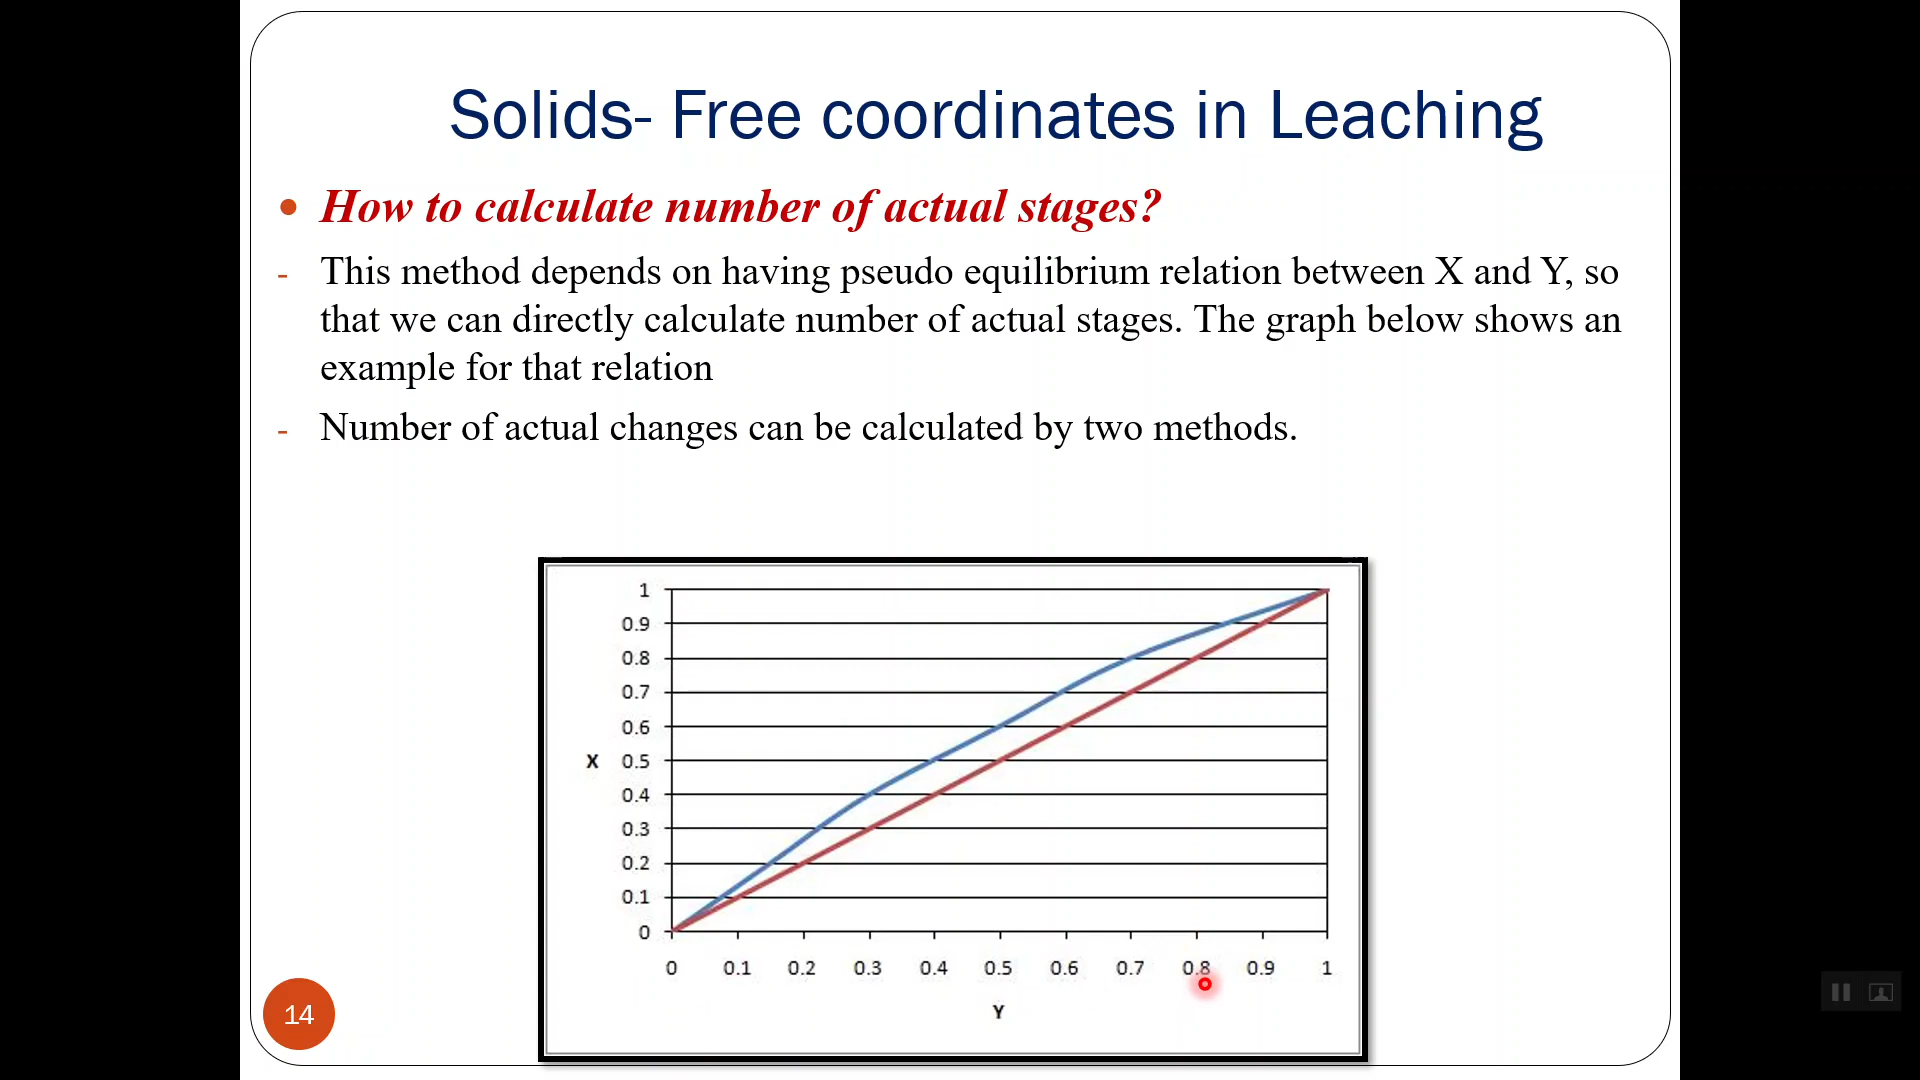 Solids- Free coordinates in Leaching
• How to calculate number of actual stages?
- This method depends on having pseudo equilibrium relation between X and Y, so
that we can directly calculate number of actual stages. The graph below shows an
example for that relation
- Number of actual changes can be calculated by two methods.
1
0.9
0.8
0.7
0.6
X 0.5
0.4
0.3
0.2
0.1
0
0 0.1 0.2 0.3 0.4 0.5 0.6 0.7 0.8 0.9 1
Y
14